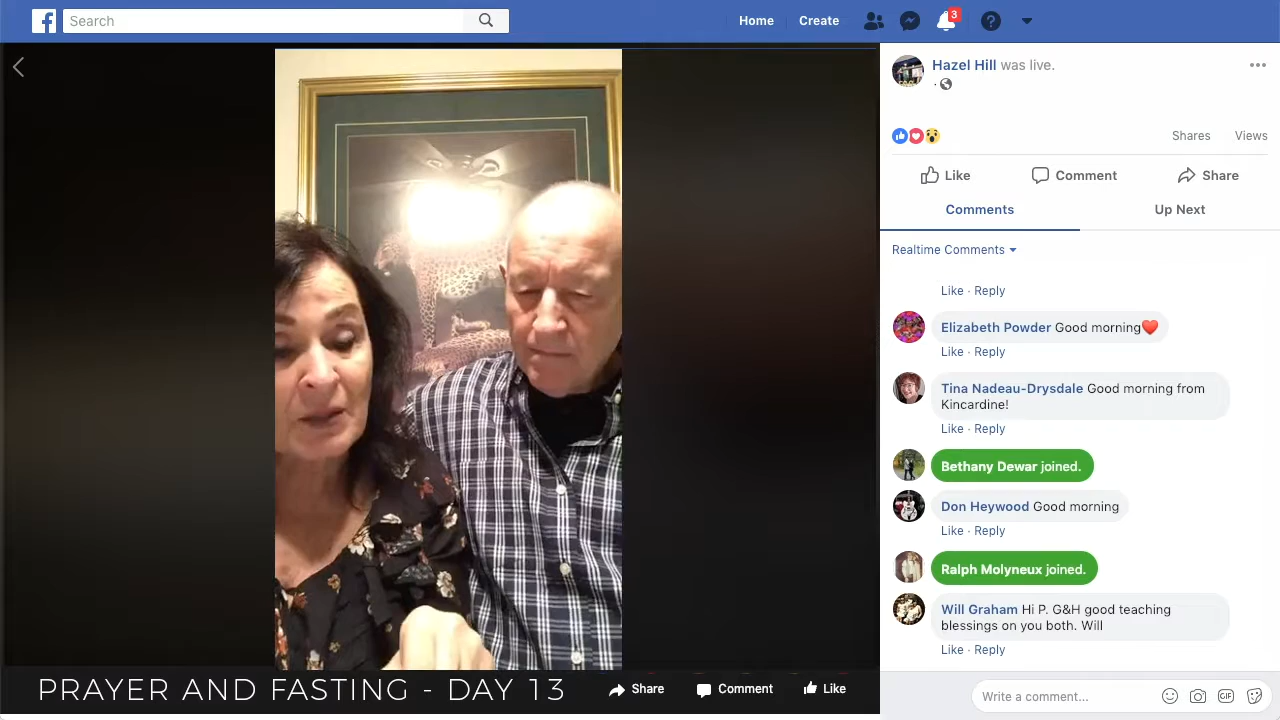 Search
Home
Create
3
Hazel Hill was live.
Shares
Views
Like
Comment
Share
Comments
Up Next
Realtime Comments
Like · Reply
Elizabeth Powder Good morning❤️
Like · Reply
Tina Nadeau-Drysdale Good morning from
Kincardine!
Like · Reply
Bethany Dewar joined.
Don Heywood Good morning
Like · Reply
Ralph Molyneux joined.
Will Graham Hi P. G&H good teaching
blessings on you both. Will
Like · Reply
Write a comment...
GIF
PRAYER AND FASTING - DAY 13
Share
Comment
Like